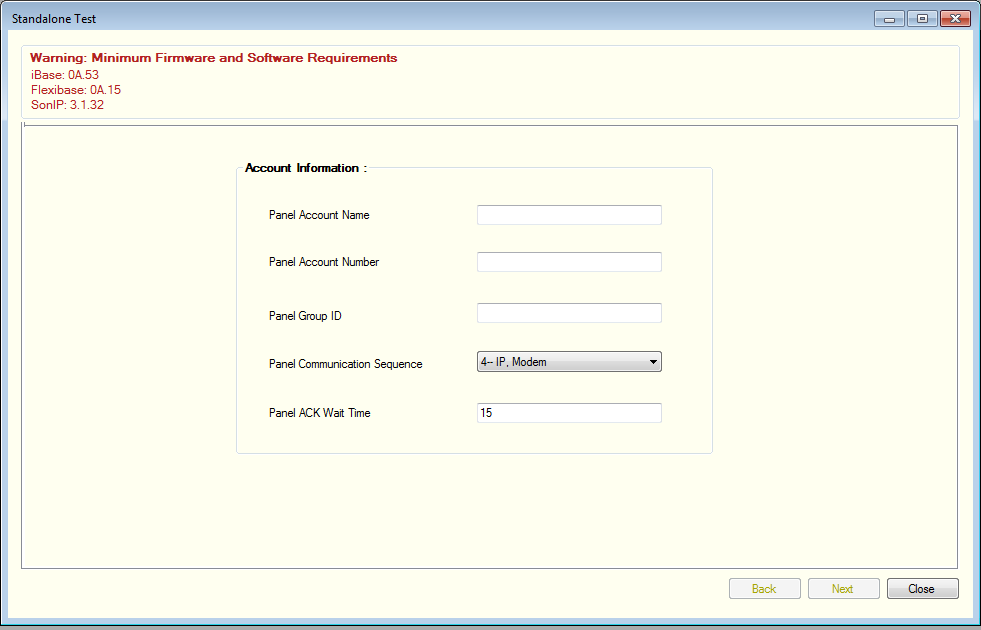 Standalone Test
Warning: Minimum Firmware and Software Requirements
iBase: 0A.53
Flexibase: 0A.15
SonIP: 3.1.32
Account Information :
Panel Account Name
Panel Account Number
Panel Group ID
Panel Communication Sequence
4-- IP, Modem
Panel ACK Wait Time
15
Back
Next
Close